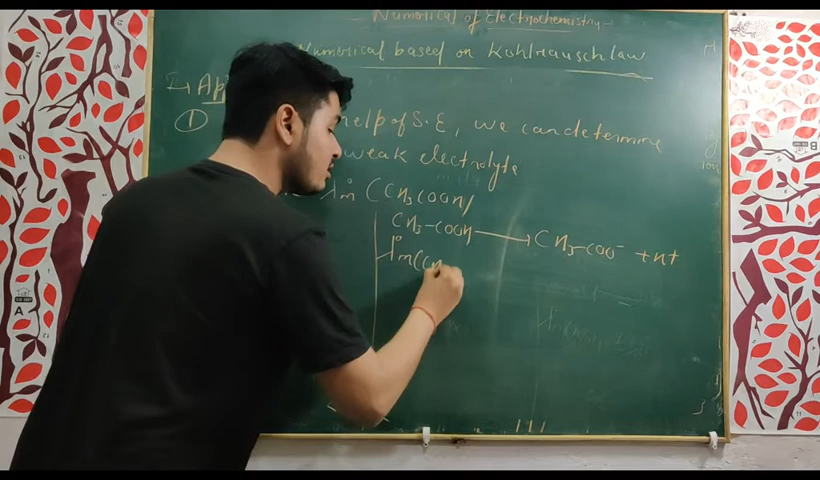 Numerical of Electrochemistry
Numerical based on Kohlrausch law
App
① help of S.E, we can determine
weak electrolyte
λ°m (CH3COOH)
CH3-COOH → CH3-COO⁻ + H+
λ°m(CH
A
B